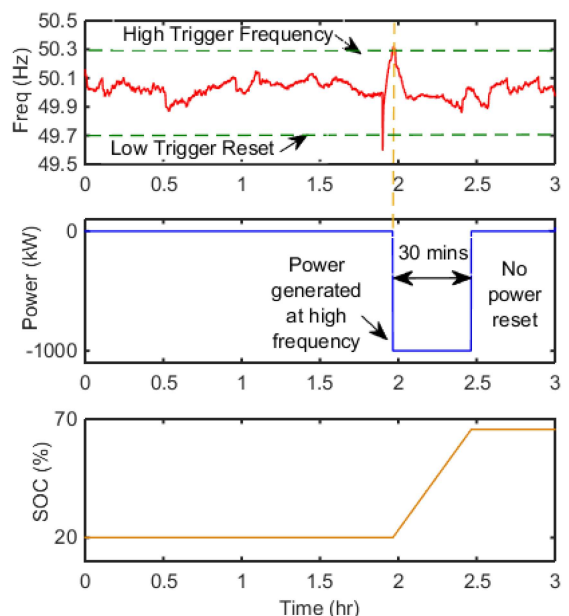 50.5
50.3
50.1
49.9
49.7
49.5
Freq (Hz)
High Trigger Frequency
Low Trigger Reset
0 0.5 1 1.5 2 2.5 3
0
-1000
Power (kW)
30 mins
Power
generated
at high
frequency
No
power
reset
0 0.5 1 1.5 2 2.5 3
70
20
SOC (%)
0 0.5 1 1.5 2 2.5 3
Time (hr)